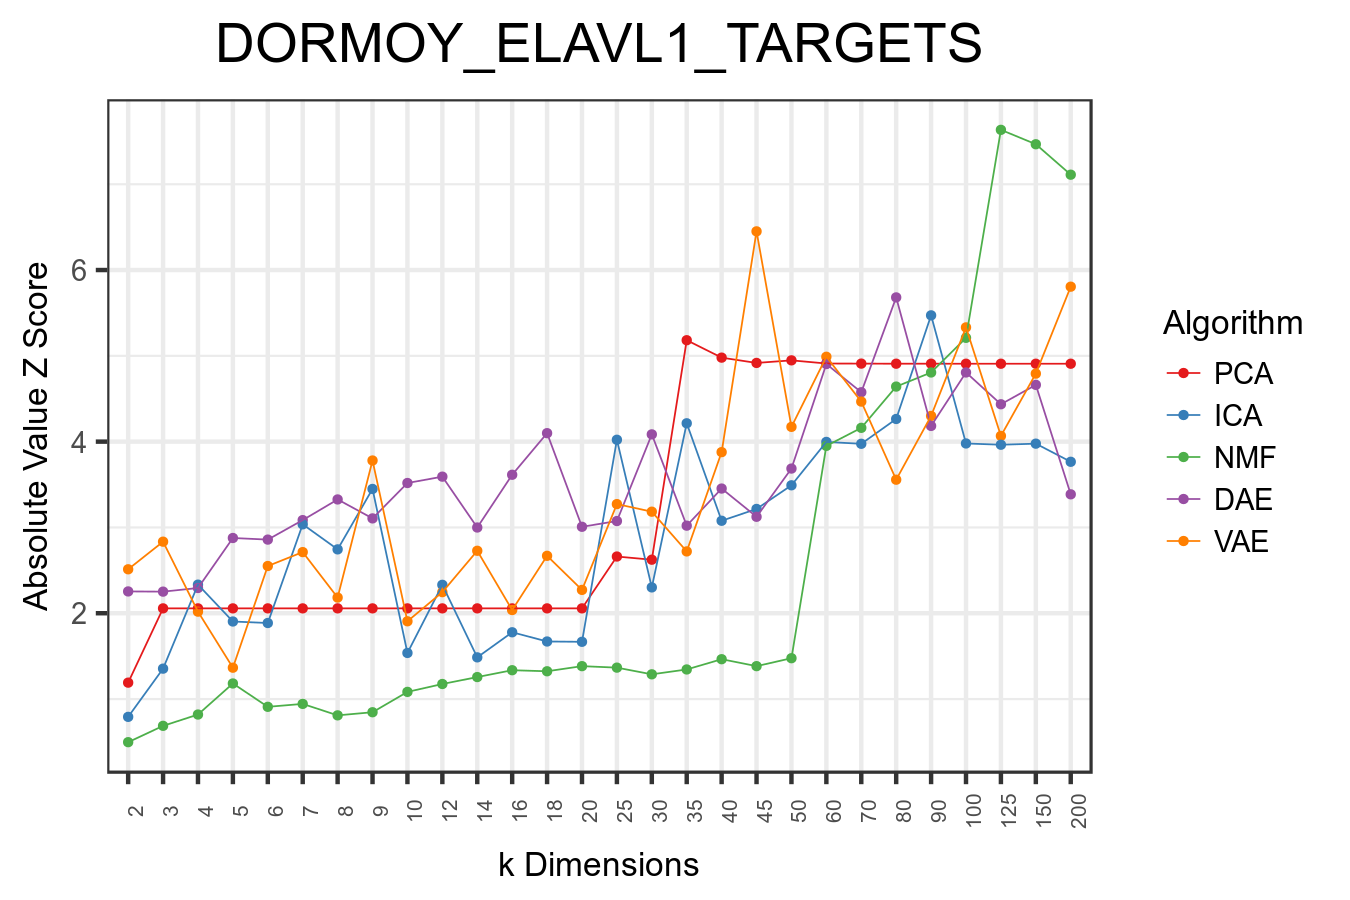 DORMOY_ELAVL1_TARGETS
Absolute Value Z Score
6
4
2
2 3 4 5 6 7 8 9 10 12 14 16 18 20 25 30 35 40 45 50 60 70 80 90 100 125 150 200
k Dimensions
Algorithm
PCA
ICA
NMF
DAE
VAE